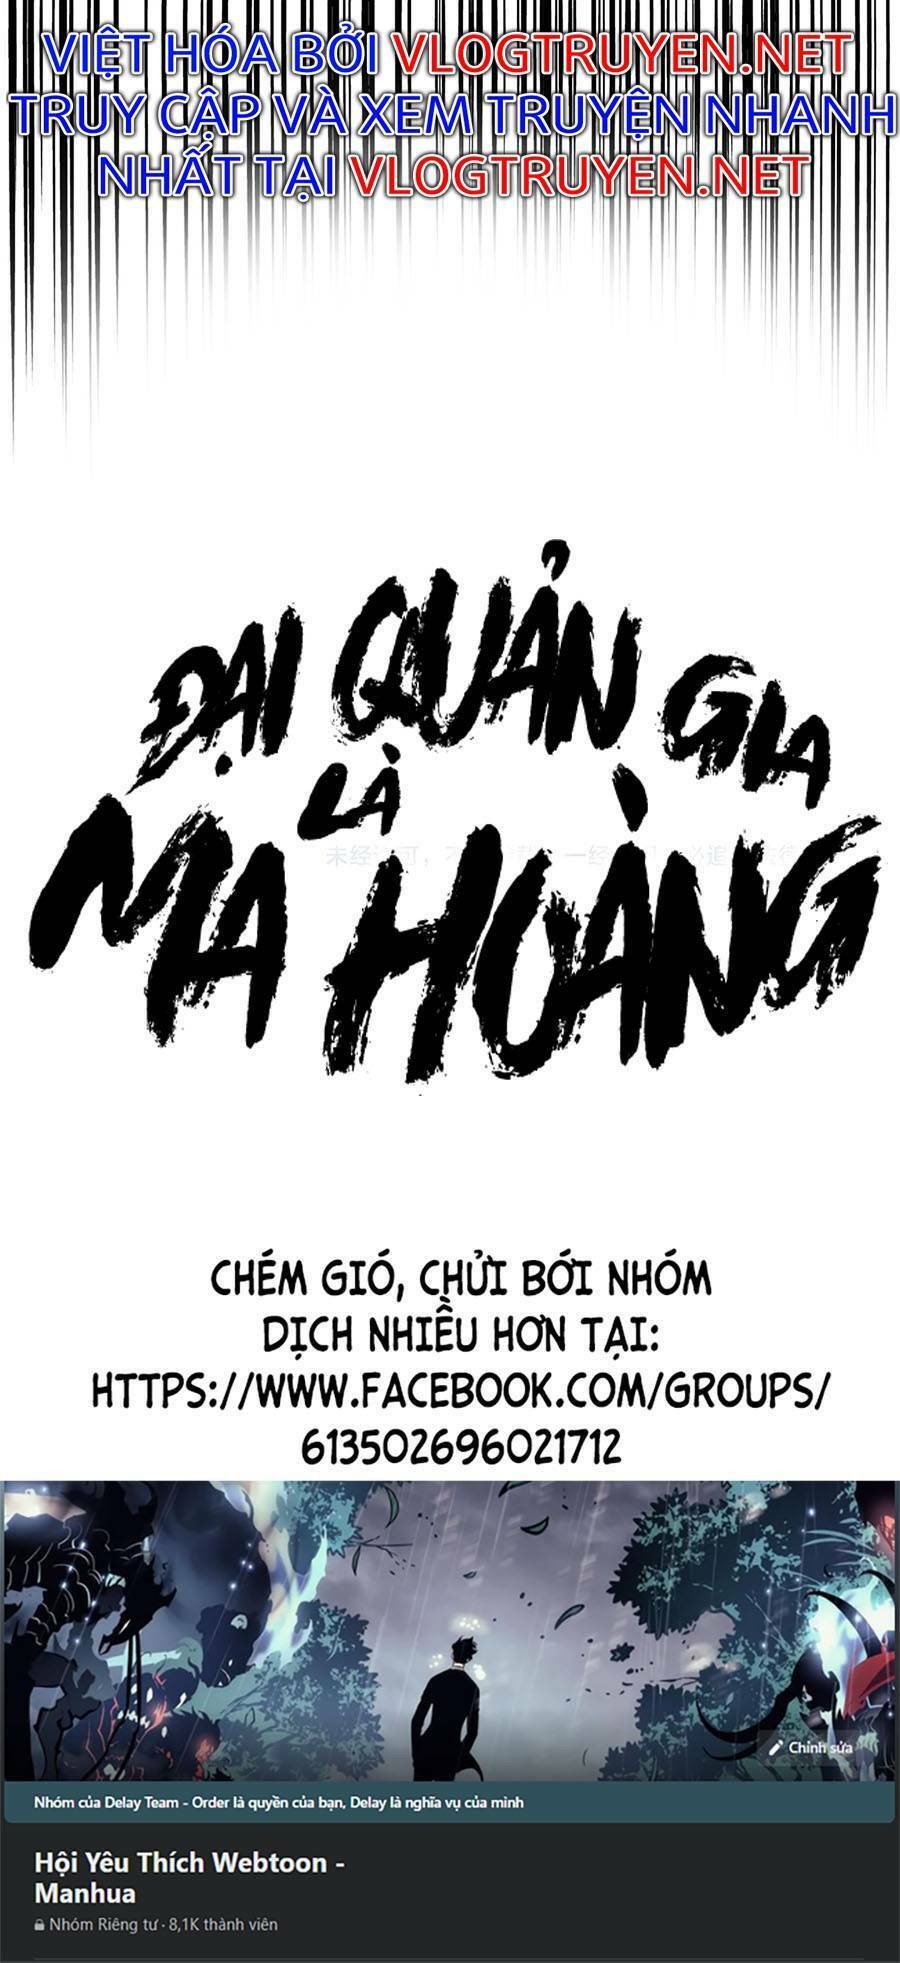 VIỆT HÓA BỞI VLOGTRUYEN.NET
TRUY CẬP VÀ XEM TRUYỆN NHANH
NHẤT TẠI VLOGTRUYEN.NET
ĐẠI QUẢN GIA
LÀ
MA HOÀNG
CHÉM GIÓ, CHỬI BỚI NHÓM
DỊCH NHIỀU HƠN TẠI:
HTTPS://WWW.FACEBOOK.COM/GROUPS/
613502696021712
Chỉnh sửa
Nhóm của Delay Team - Order là quyền của bạn, Delay là nghĩa vụ của mình
Hội Yêu Thích Webtoon -
Manhua
Nhóm Riêng tư · 8,1K thành viên